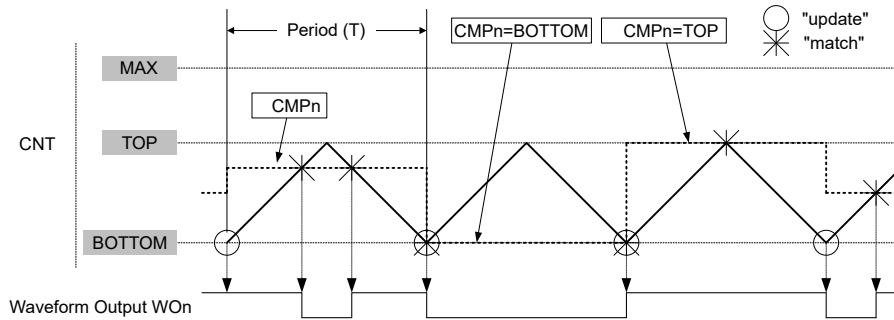 Period (T)
CMPn=BOTTOM
CMPn=TOP
"update"
"match"
MAX
CMPn
CNT
TOP
BOTTOM
Waveform Output WOn